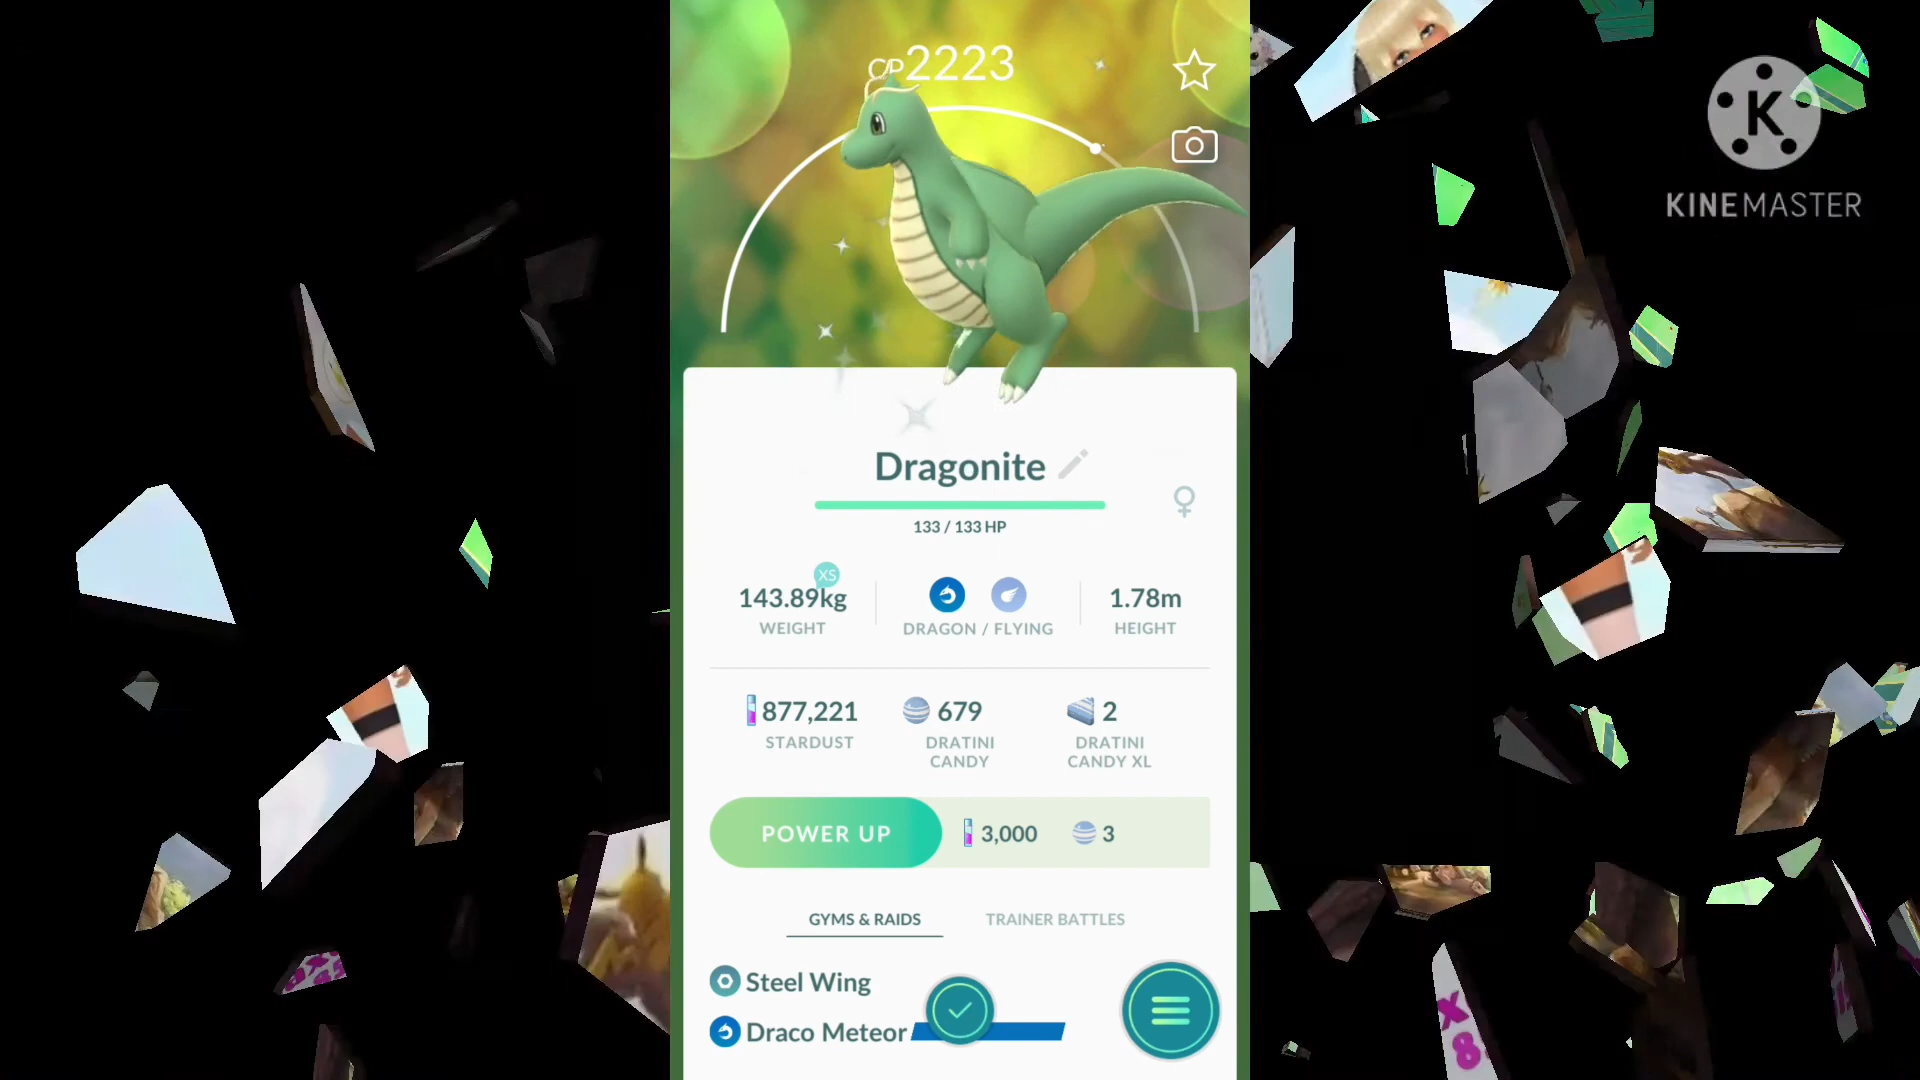 CP2223
K
KINEMASTER
Dragonite
133 / 133 HP
XS
143.89kg
WEIGHT
DRAGON / FLYING
1.78m
HEIGHT
877,221
STARDUST
679
DRATINI
CANDY
2
DRATINI
CANDY XL
POWER UP
3,000
3
GYMS & RAIDS
TRAINER BATTLES
Steel Wing
Draco Meteor
X
8